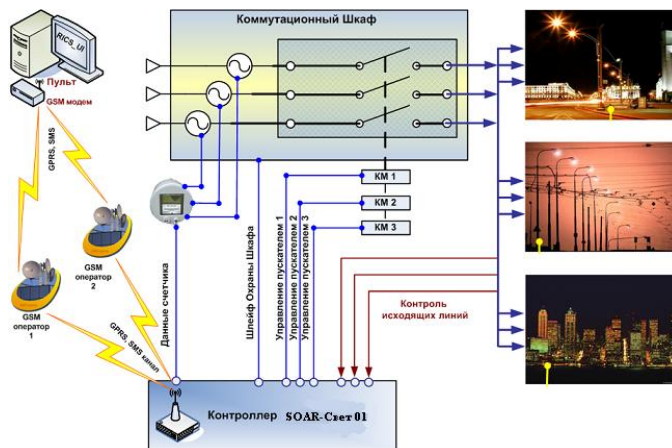 Коммутационный Шкаф
RICS_UI
Пульт
GSM модем
GPRS, SMS
GSM
оператор
2
GSM
оператор
1
GPRS, SMS канал
Данные счетчика
Шлейф Охраны Шкафа
Управление пускателем 1
Управление пускателем 2
Управление пускателем 3
КМ 1
КМ 2
КМ 3
Контроль
исходящих линий
Контроллер SOAR-Свет 01